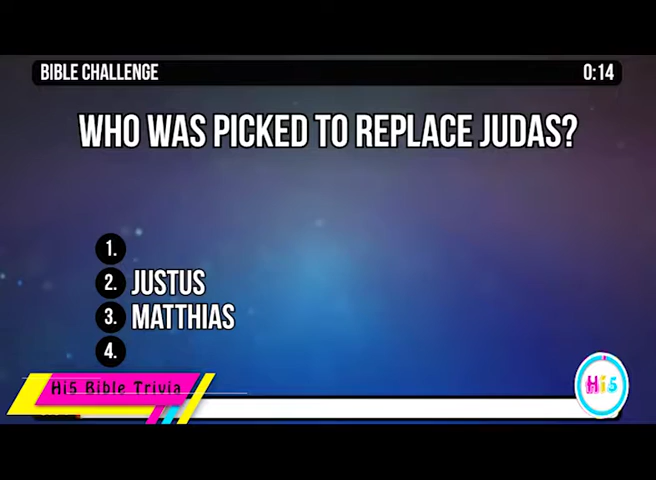 BIBLE CHALLENGE 0:14
WHO WAS PICKED TO REPLACE JUDAS?
1.
2. JUSTUS
3. MATTHIAS
4.
Hi5 Bible Trivia
Hi5